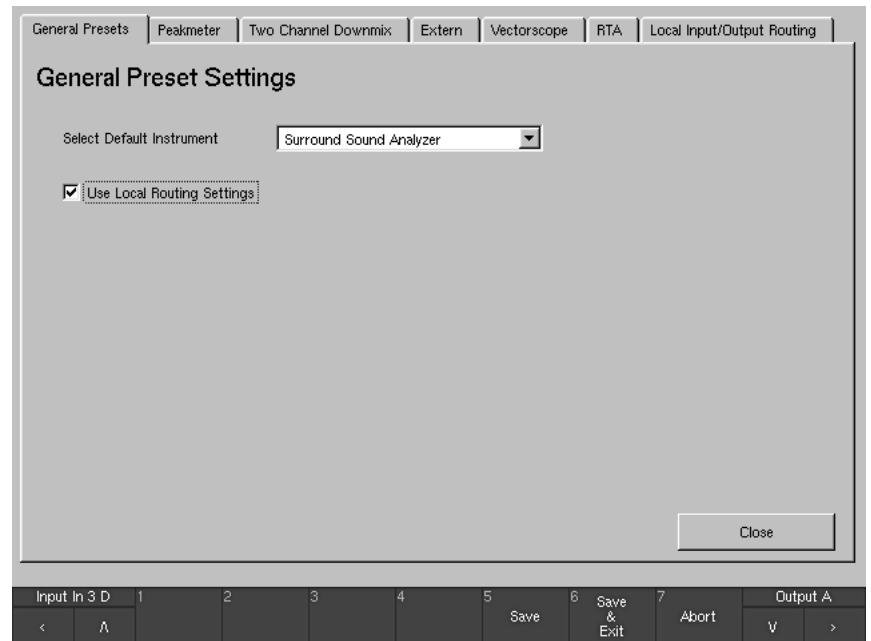 General Presets Peakmeter Two Channel Downmix Extern Vectorscope RTA Local Input/Output Routing
General Preset Settings
Select Default Instrument Surround Sound Analyzer
Use Local Routing Settings
Close
Input In 3 D 1 2 3 4 5 6 7 Output A
< Λ Save Save & Exit Abort V >